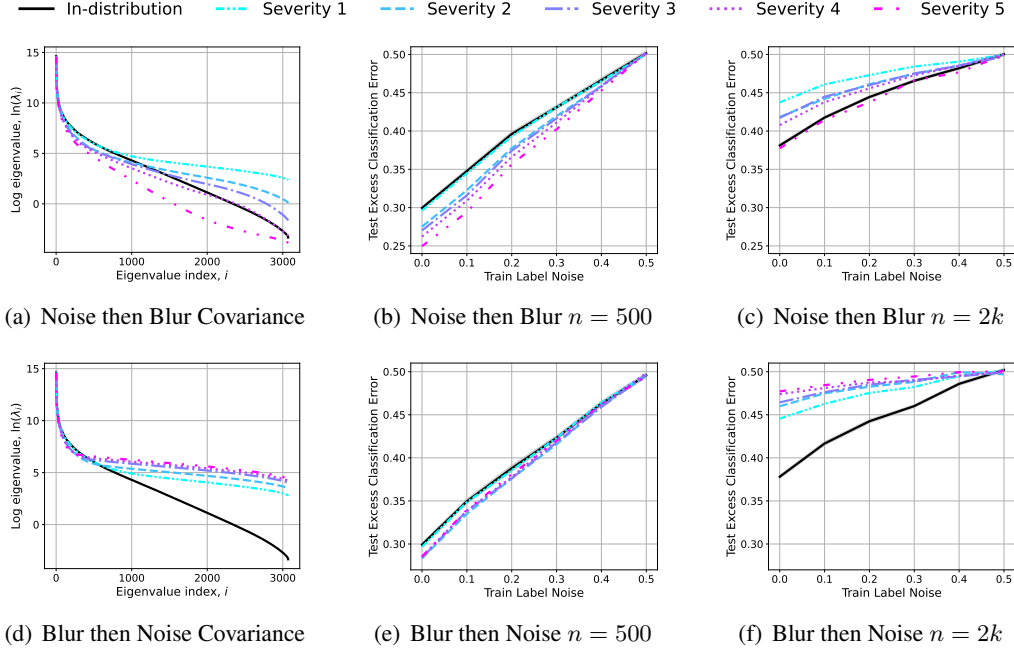 In-distribution Severity 1 Severity 2 Severity 3 Severity 4 Severity 5
Log eigenvalue, ln(λᵢ)
15
10
5
0
0 1000 2000 3000
Eigenvalue index, i
(a) Noise then Blur Covariance
Test Excess Classification Error
0.50
0.45
0.40
0.35
0.30
0.25
0.0 0.1 0.2 0.3 0.4 0.5
Train Label Noise
(b) Noise then Blur n = 500
Test Excess Classification Error
0.50
0.45
0.40
0.35
0.30
0.25
0.0 0.1 0.2 0.3 0.4 0.5
Train Label Noise
(c) Noise then Blur n = 2k
Log eigenvalue, ln(λᵢ)
15
10
5
0
0 1000 2000 3000
Eigenvalue index, i
(d) Blur then Noise Covariance
Test Excess Classification Error
0.50
0.45
0.40
0.35
0.30
0.0 0.1 0.2 0.3 0.4 0.5
Train Label Noise
(e) Blur then Noise n = 500
Test Excess Classification Error
0.50
0.45
0.40
0.35
0.30
0.0 0.1 0.2 0.3 0.4 0.5
Train Label Noise
(f) Blur then Noise n = 2k